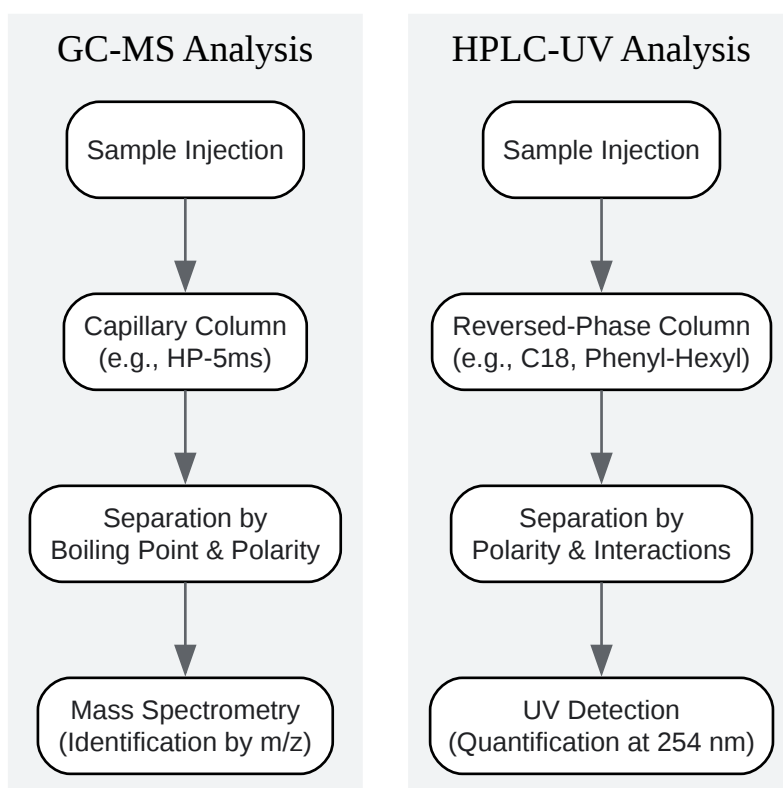 GC-MS Analysis
Sample Injection
Capillary Column
(e.g., HP-5ms)
Separation by
Boiling Point & Polarity
Mass Spectrometry
(Identification by m/z)
HPLC-UV Analysis
Sample Injection
Reversed-Phase Column
(e.g., C18, Phenyl-Hexyl)
Separation by
Polarity & Interactions
UV Detection
(Quantification at 254 nm)